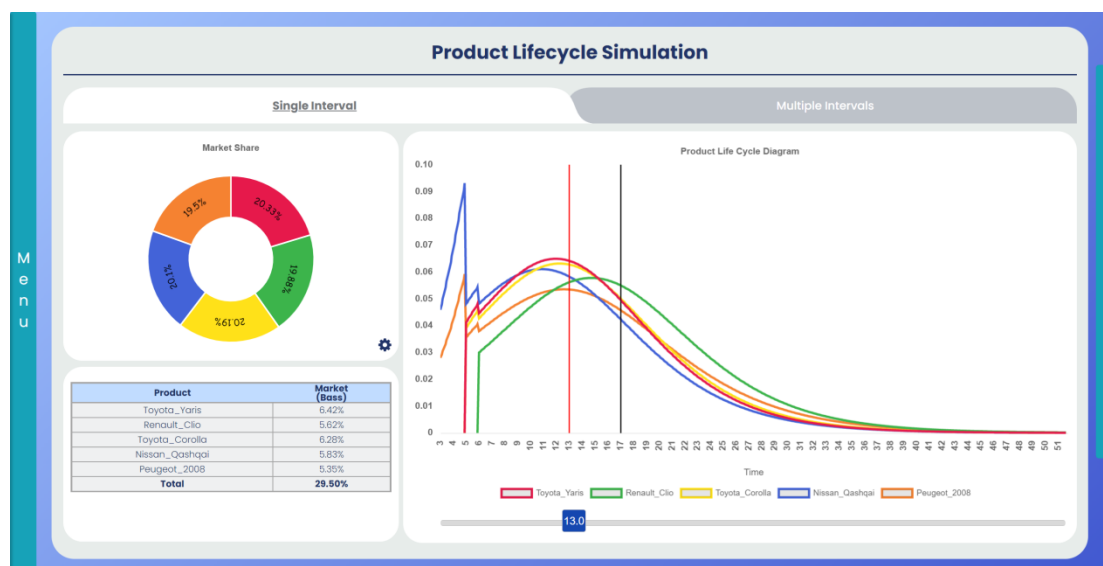 Product Lifecycle Simulation
Single Interval
Multiple Intervals
Menu
Market Share
20.33%
19.88%
20.19%
20.1%
19.5%
Product Market (Bass)
Toyota_Yaris 6.42%
Renault_Clio 5.62%
Toyota_Corolla 6.28%
Nissan_Qashqai 5.83%
Peugeot_2008 5.35%
Total 29.50%
Product Life Cycle Diagram
0.10
0.09
0.08
0.07
0.06
0.05
0.04
0.03
0.02
0.01
0
3 4 5 6 7 8 9 10 11 12 13 14 15 16 17 18 19 20 21 22 23 24 25 26 27 28 29 30 31 32 33 34 35 36 37 38 39 40 41 42 43 44 45 46 47 48 49 50 51
Time
Toyota_Yaris Renault_Clio Toyota_Corolla Nissan_Qashqai Peugeot_2008
13.0